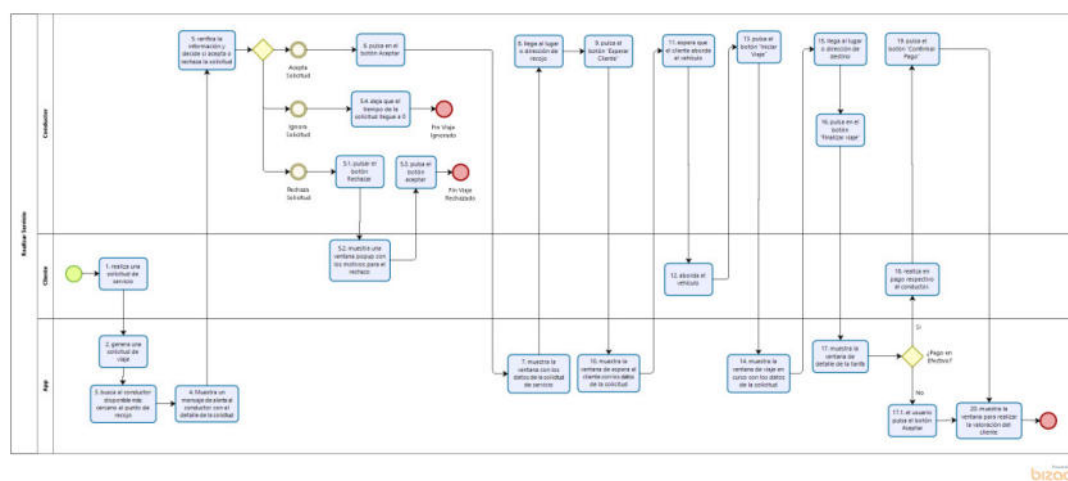 Realizar Servicio
Conductor
5. verifica la
información y
decide si acepta o
rechaza la solicitud
Acepta
Solicitud
6. pulsa en el
botón Aceptar
Ignora
Solicitud
5.4. deja que el
tiempo de la
solicitud llegue a 0
Fin Viaje
Ignorado
Rechaza
Solicitud
5.1. pulsar el
botón
Rechazar
5.3. pulsa el
botón
aceptar
Fin Viaje
Rechazado
8. llega al lugar
o dirección de
recojo
9. pulsa el
botón "Esperar
Cliente"
11. espera que
el cliente aborde
el vehículo
13. pulsa el
botón "Iniciar
Viaje"
15. llega al lugar
o dirección de
destino
16. pulsa en el
botón
"Finalizar viaje"
19. pulsa el
botón "Confirmar
Pago"
Cliente
1. realiza una
solicitud de
servicio
5.2. muestra una
ventana popup con
los motivos para el
rechazo
12. aborda el
vehículo
18. realiza en
pago respectivo
al conductor.
App
2. genera una
solicitud de
viaje
3. busca al conductor
disponible más
cercano al punto de
recojo
4. Muestra un
mensaje de alerta al
conductor con el
detalle de la solicitud
7. muestra la
ventana con los
datos de la solicitud
de servicio
10. muestra la
ventana de espera al
cliente con los datos
de la solicitud
14. muestra la
ventana de viaje en
curso con los datos
de la solicitud
17. muestra la
ventana de
detalle de la tarifa
Si
¿Pago en
Efectivo?
No
17.1. el usuario
pulsa el botón
Aceptar
20. muestra la
ventana para realizar
la valoración del
cliente